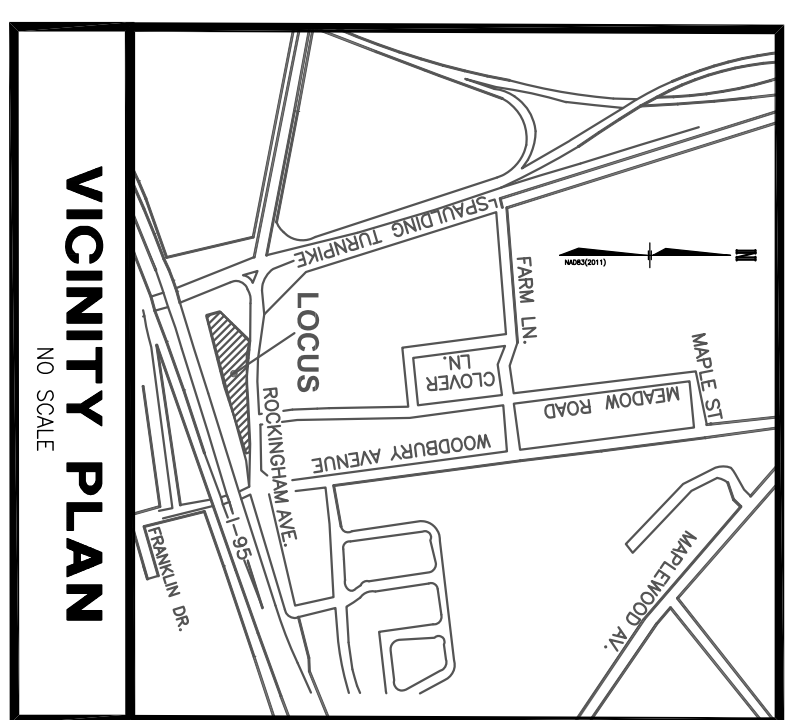 VICINITY PLAN
NO SCALE
SPAULDING TURNPIKE
N
NAD83(2011)
FARM LN.
LOCUS
MAPLE ST
CLOVER
LN.
MEADOW ROAD
ROCKINGHAM AVE.
WOODBURY AVENUE
I-95
FRANKLIN DR.
MAPLEWOOD AV.